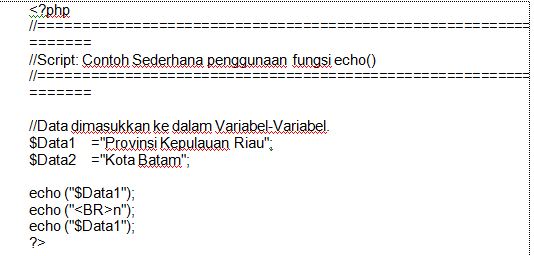 <?php
//==============================================================
=======
//Script: Contoh Sederhana penggunaan fungsi echo()
//==============================================================
=======
//Data dimasukkan ke dalam Variabel-Variabel.
$Data1 ="Provinsi Kepulauan Riau";
$Data2 ="Kota Batam";
echo ("$Data1");
echo ("<BR>n");
echo ("$Data1");
?>